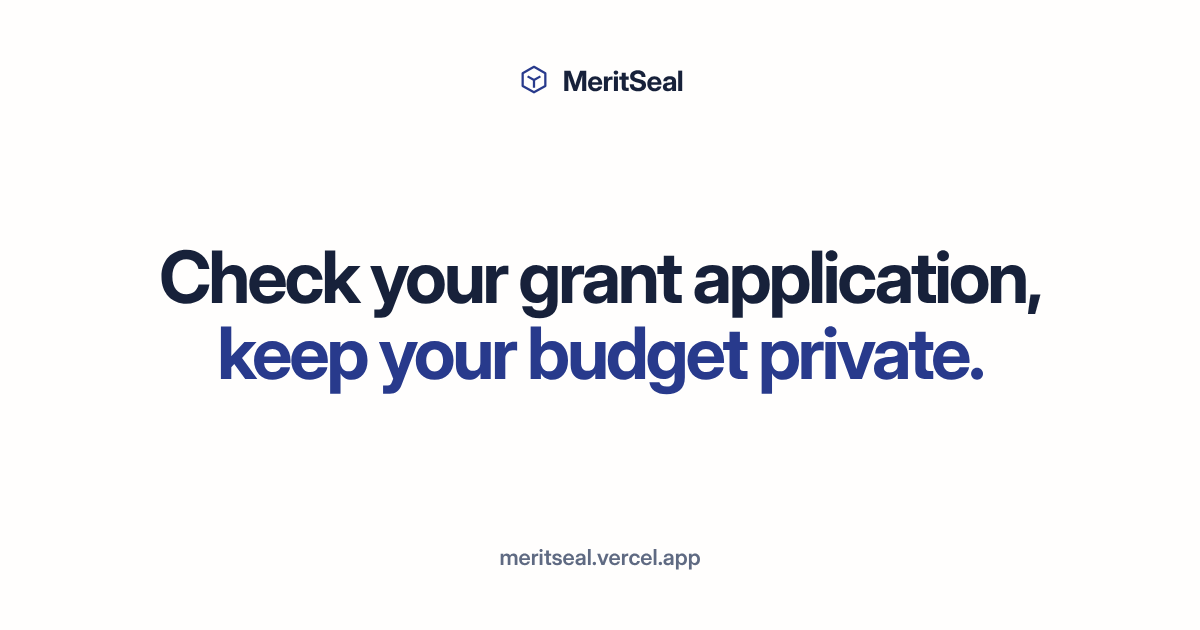 MeritSeal
Check your grant application,
keep your budget private.
meritseal.vercel.app